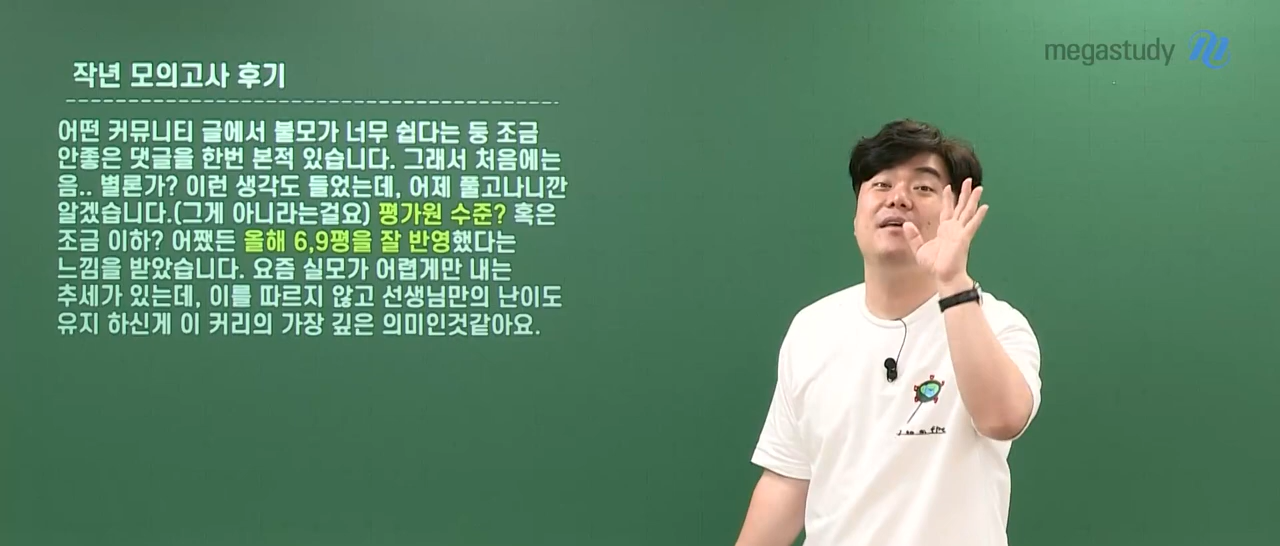 megastudy
작년 모의고사 후기
어떤 커뮤니티 글에서 불모가 너무 쉽다는 둥 조금
안좋은 댓글을 한번 본적 있습니다. 그래서 처음에는
음.. 별론가? 이런 생각도 들었는데, 어제 풀고나니깐
알겠습니다.(그게 아니라는걸요) 평가원 수준? 혹은
조금 이하? 어쨌든 올해 6,9평을 잘 반영했다는
느낌을 받았습니다. 요즘 실모가 어렵게만 내는
추세가 있는데, 이를 따르지 않고 선생님만의 난이도
유지 하신게 이 커리의 가장 깊은 의미인것같아요.